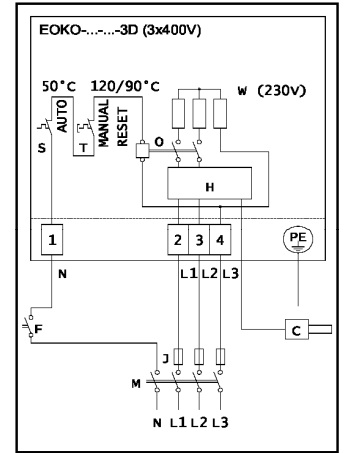 EOKO-...-...-3D (3x400V)
50°C 120/90°C
AUTO
MANUAL
RESET
W (230V)
S
T
O
H
1
2 3 4
PE
N
L1 L2 L3
F
C
J
M
N L1 L2 L3